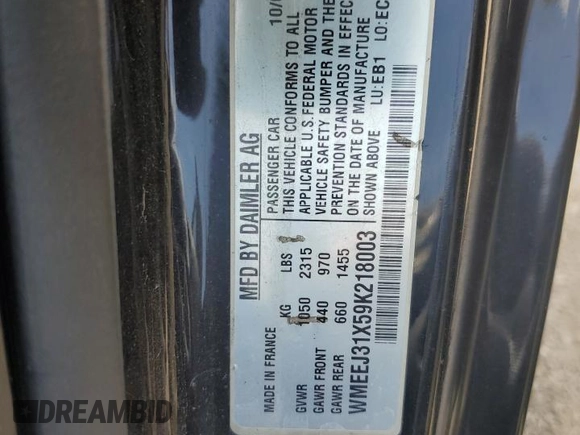 MFD BY DAMLER AG
10/
PASSENGER CAR
THIS VEHICLE CONFORMS TO ALL
APPLICABLE U.S. FEDERAL MOTOR
VEHICLE SAFETY BUMPER AND THE
PREVENTION STANDARDS IN EFFEC
ON THE DATE OF MANUFACTURE
SHOWN ABOVE
LU: EB1 LO: EC
MADE IN FRANCE
KG LBS
GVWR 1050 2315
GAWR FRONT 440 970
GAWR REAR 660 1455
WMEEJ31X59K218003
DREAMBID